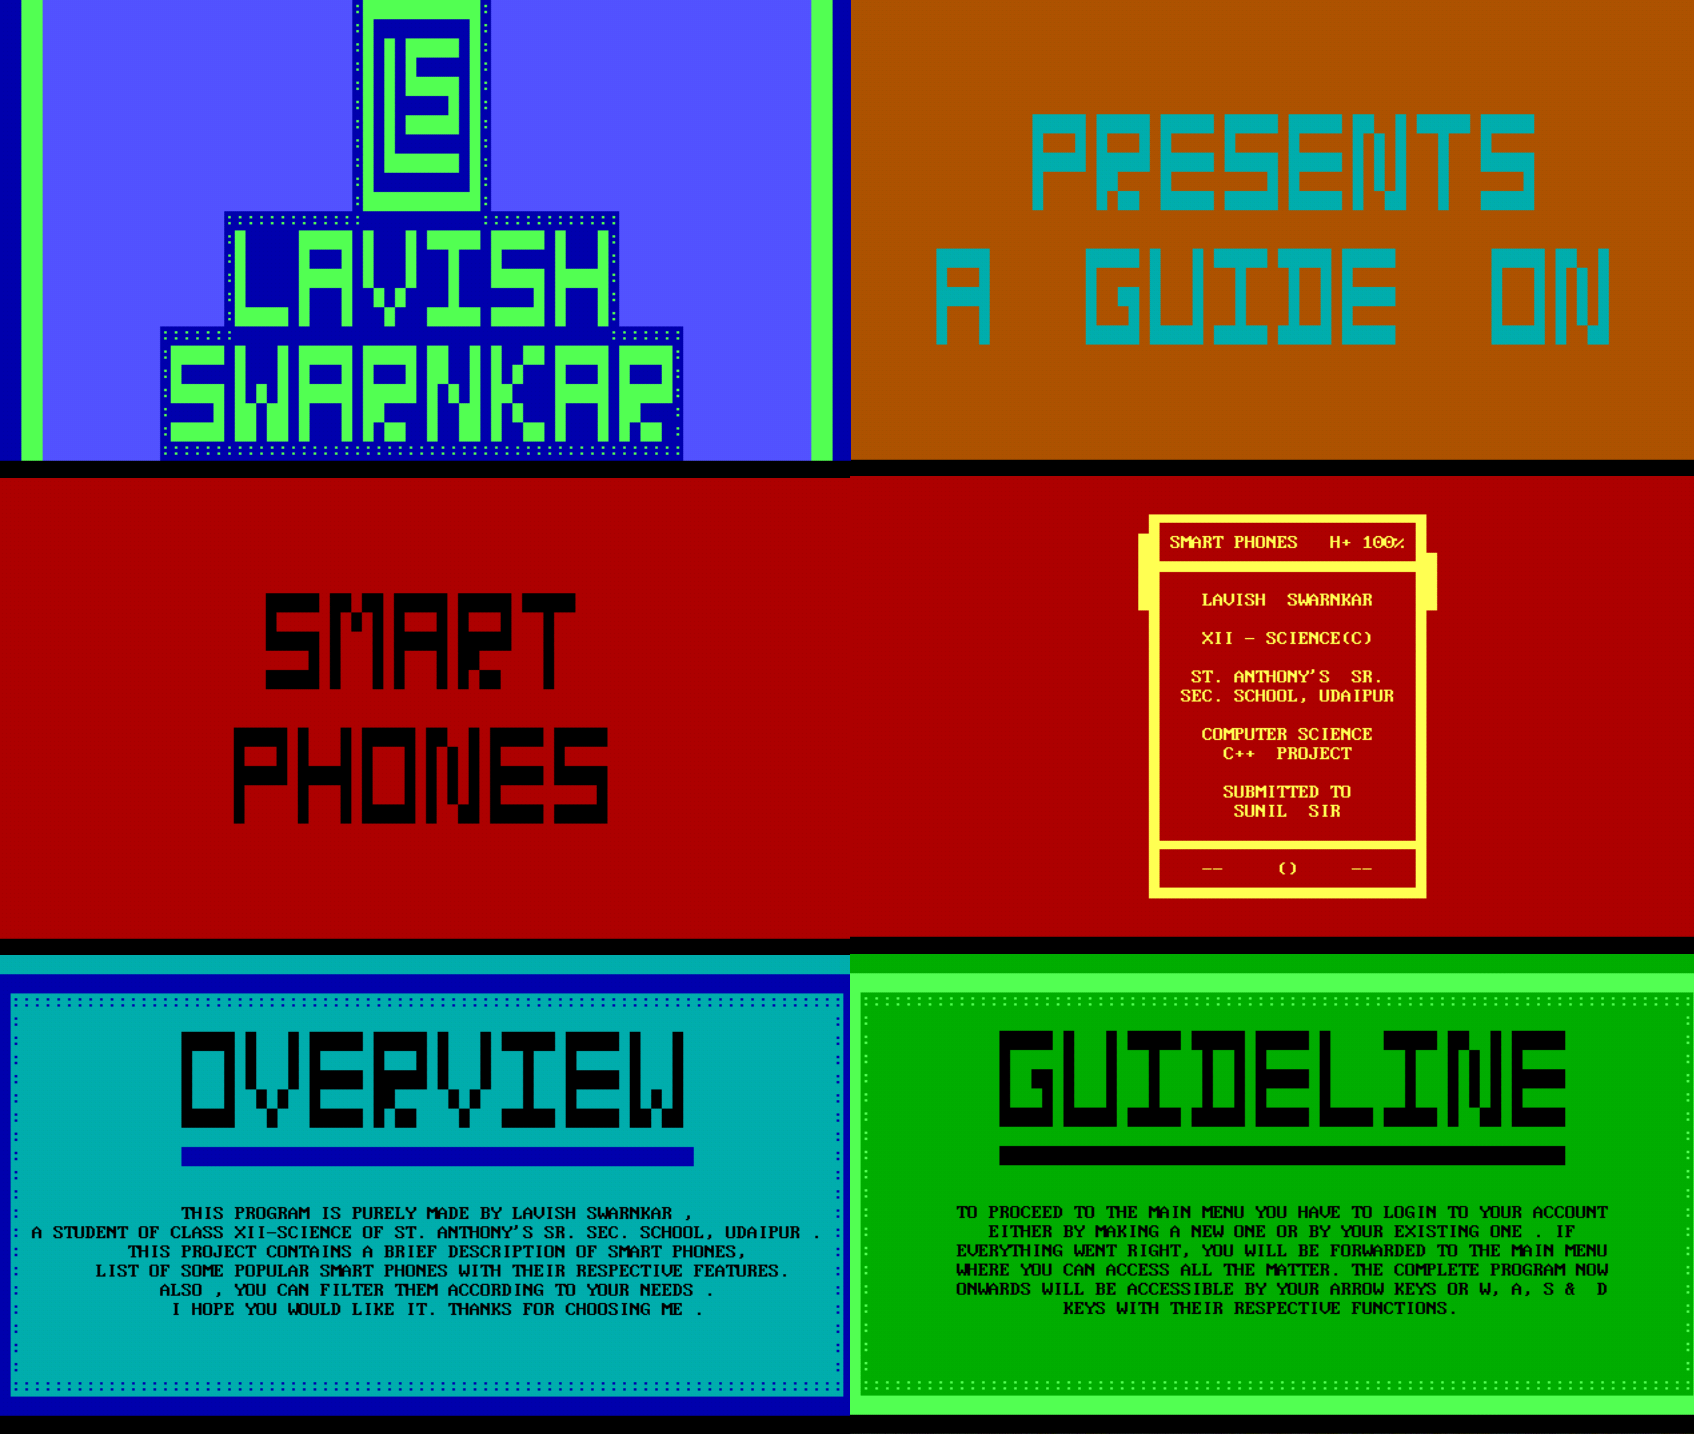 LS
LAVISH
SWARNKAR
PRESENTS
A GUIDE ON
SMART
PHONES
SMART PHONES H+ 100%
LAVISH SWARNKAR
XII - SCIENCE(C)
ST. ANTHONY'S SR.
SEC. SCHOOL, UDAIPUR
COMPUTER SCIENCE
C++ PROJECT
SUBMITTED TO
SUNIL SIR
-- () --
OVERVIEW
THIS PROGRAM IS PURELY MADE BY LAVISH SWARNKAR ,
A STUDENT OF CLASS XII-SCIENCE OF ST. ANTHONY'S SR. SEC. SCHOOL, UDAIPUR .
THIS PROJECT CONTAINS A BRIEF DESCRIPTION OF SMART PHONES,
LIST OF SOME POPULAR SMART PHONES WITH THEIR RESPECTIVE FEATURES.
ALSO , YOU CAN FILTER THEM ACCORDING TO YOUR NEEDS .
I HOPE YOU WOULD LIKE IT. THANKS FOR CHOOSING ME .
GUIDELINE
TO PROCEED TO THE MAIN MENU YOU HAVE TO LOGIN TO YOUR ACCOUNT
EITHER BY MAKING A NEW ONE OR BY YOUR EXISTING ONE . IF
EVERYTHING WENT RIGHT, YOU WILL BE FORWARDED TO THE MAIN MENU
WHERE YOU CAN ACCESS ALL THE MATTER. THE COMPLETE PROGRAM NOW
ONWARDS WILL BE ACCESSIBLE BY YOUR ARROW KEYS OR W, A, S & D
KEYS WITH THEIR RESPECTIVE FUNCTIONS.